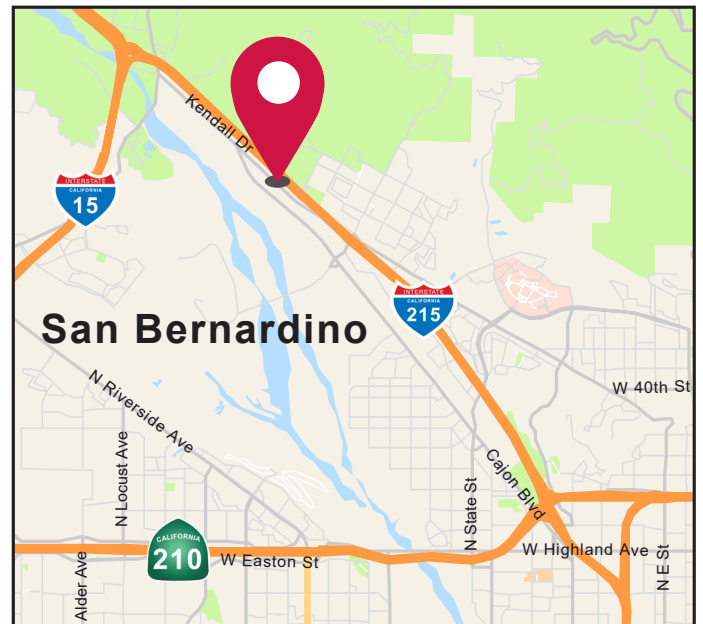 Kendall Dr
INTERSTATE
CALIFORNIA
15
INTERSTATE
CALIFORNIA
215
San Bernardino
W 40th St
N Riverside Ave
N Locust Ave
Cajon Blvd
N State St
CALIFORNIA
210
W Easton St
W Highland Ave
Alder Ave
N E St